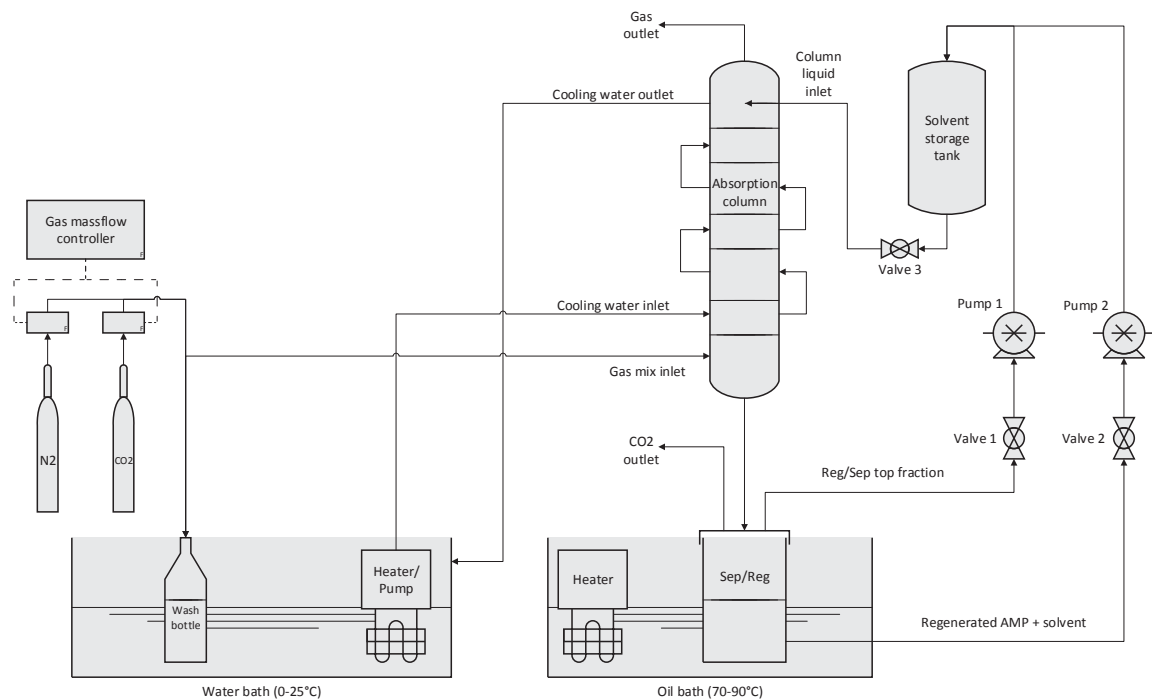 Gas
outlet
Column
liquid
inlet
Cooling water outlet
Solvent
storage
tank
Absorption
column
Gas massflow
controller
F
Valve 3
F
F
Cooling water inlet
Pump 1
Pump 2
Gas mix inlet
N2
CO2
CO2
outlet
Valve 1
Valve 2
Reg/Sep top fraction
Heater/
Pump
Heater
Sep/Reg
Wash
bottle
Regenerated AMP + solvent
Water bath (0-25°C)
Oil bath (70-90°C)